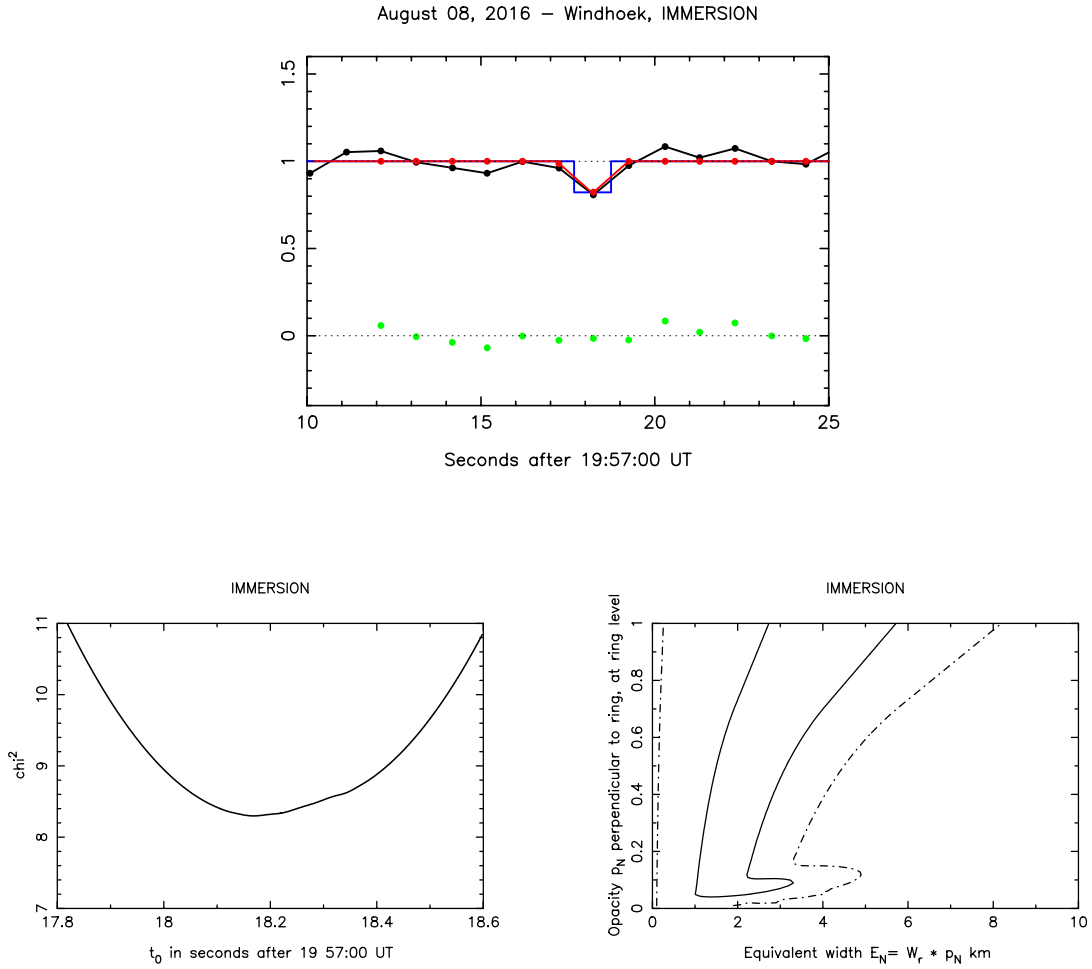 August 08, 2016 – Windhoek, IMMERSION
1.5
1
0.5
0
10 15 20 25
Seconds after 19:57:00 UT
IMMERSION
chi²
11
10
9
8
7
17.8 18 18.2 18.4 18.6
t₀ in seconds after 19 57:00 UT
IMMERSION
Opacity p_N perpendicular to ring, at ring level
1
0.8
0.6
0.4
0.2
0
0 2 4 6 8 10
Equivalent width E_N= W_r * p_N km